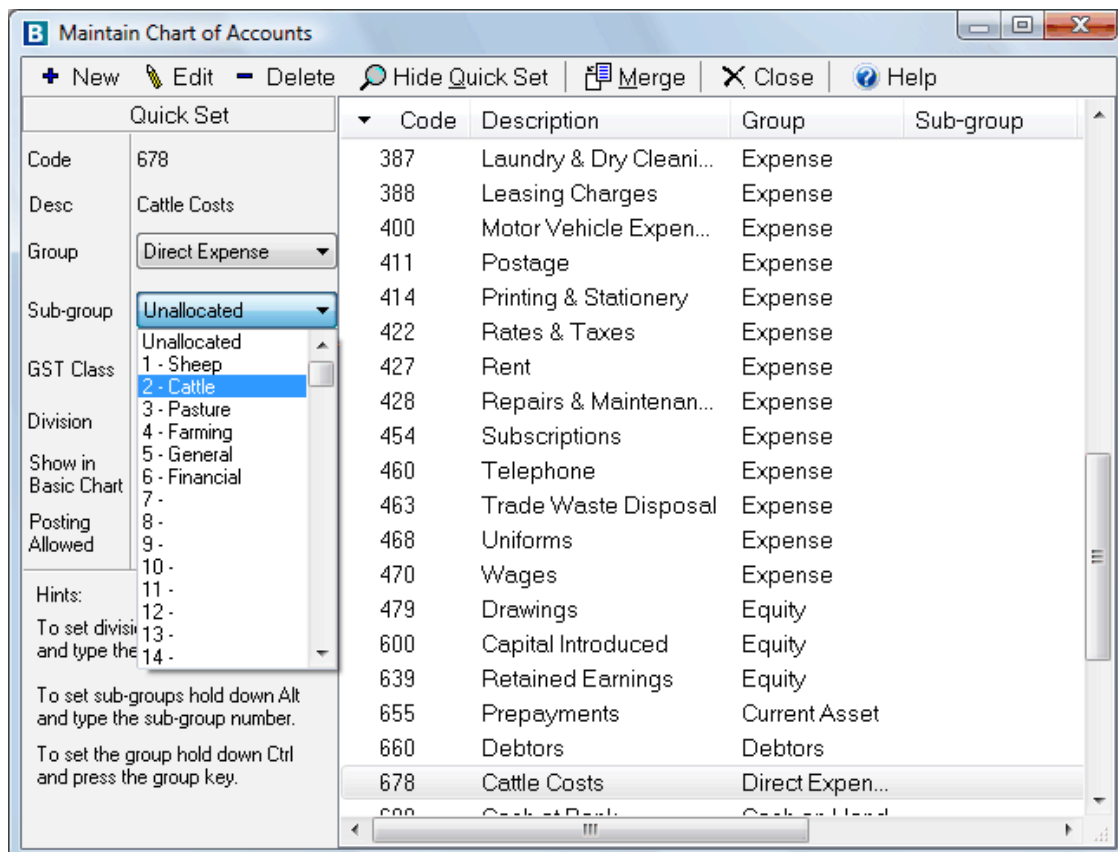 B Maintain Chart of Accounts
New Edit Delete Hide Quick Set Merge Close Help
Quick Set
Code 678
Desc Cattle Costs
Group Direct Expense
Sub-group Unallocated
Unallocated
1 - Sheep
2 - Cattle
3 - Pasture
4 - Farming
5 - General
6 - Financial
7 -
8 -
9 -
10 -
11 -
12 -
13 -
14 -
GST Class
Division
Show in
Basic Chart
Posting
Allowed
Hints:
To set divisi
and type the
To set sub-groups hold down Alt
and type the sub-group number.
To set the group hold down Ctrl
and press the group key.
Code Description Group Sub-group
387 Laundry & Dry Cleani... Expense
388 Leasing Charges Expense
400 Motor Vehicle Expen... Expense
411 Postage Expense
414 Printing & Stationery Expense
422 Rates & Taxes Expense
427 Rent Expense
428 Repairs & Maintenan... Expense
454 Subscriptions Expense
460 Telephone Expense
463 Trade Waste Disposal Expense
468 Uniforms Expense
470 Wages Expense
479 Drawings Equity
600 Capital Introduced Equity
639 Retained Earnings Equity
655 Prepayments Current Asset
660 Debtors Debtors
678 Cattle Costs Direct Expen...